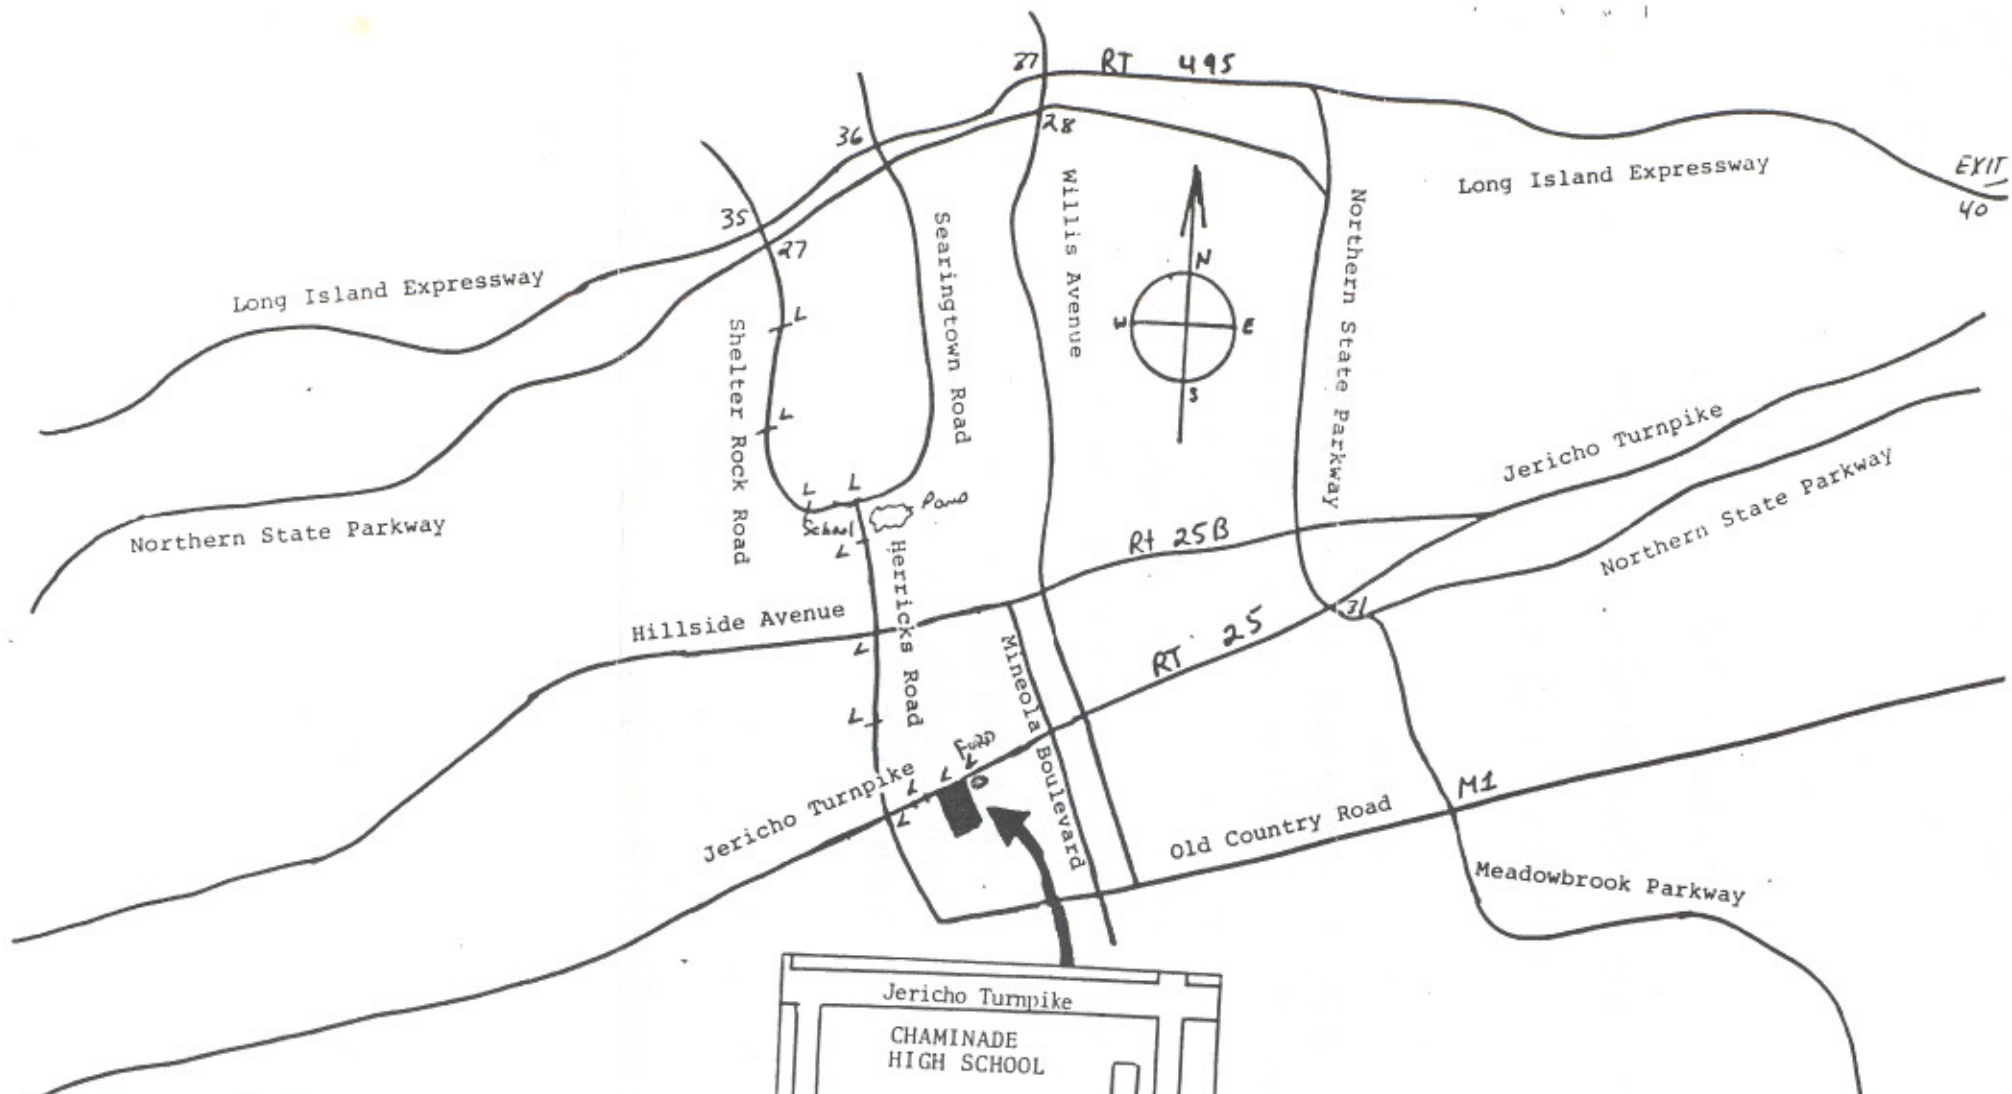 37
RT 495
36
28
EXIT
40
Long Island Expressway
35
27
Willis Avenue
Northern State Parkway
Searingtown Road
N
W
E
S
Long Island Expressway
L
Shelter Rock Road
L
Jericho Turnpike
L
L
Pond
School
L
Northern State Parkway
Rt 25B
Northern State Parkway
Herricks Road
Hillside Avenue
31
RT 25
L
Mineola Boulevard
L
Ford
L
L
L
L
Jericho Turnpike
M1
Old Country Road
Meadowbrook Parkway
Jericho Turnpike
CHAMINADE
HIGH SCHOOL